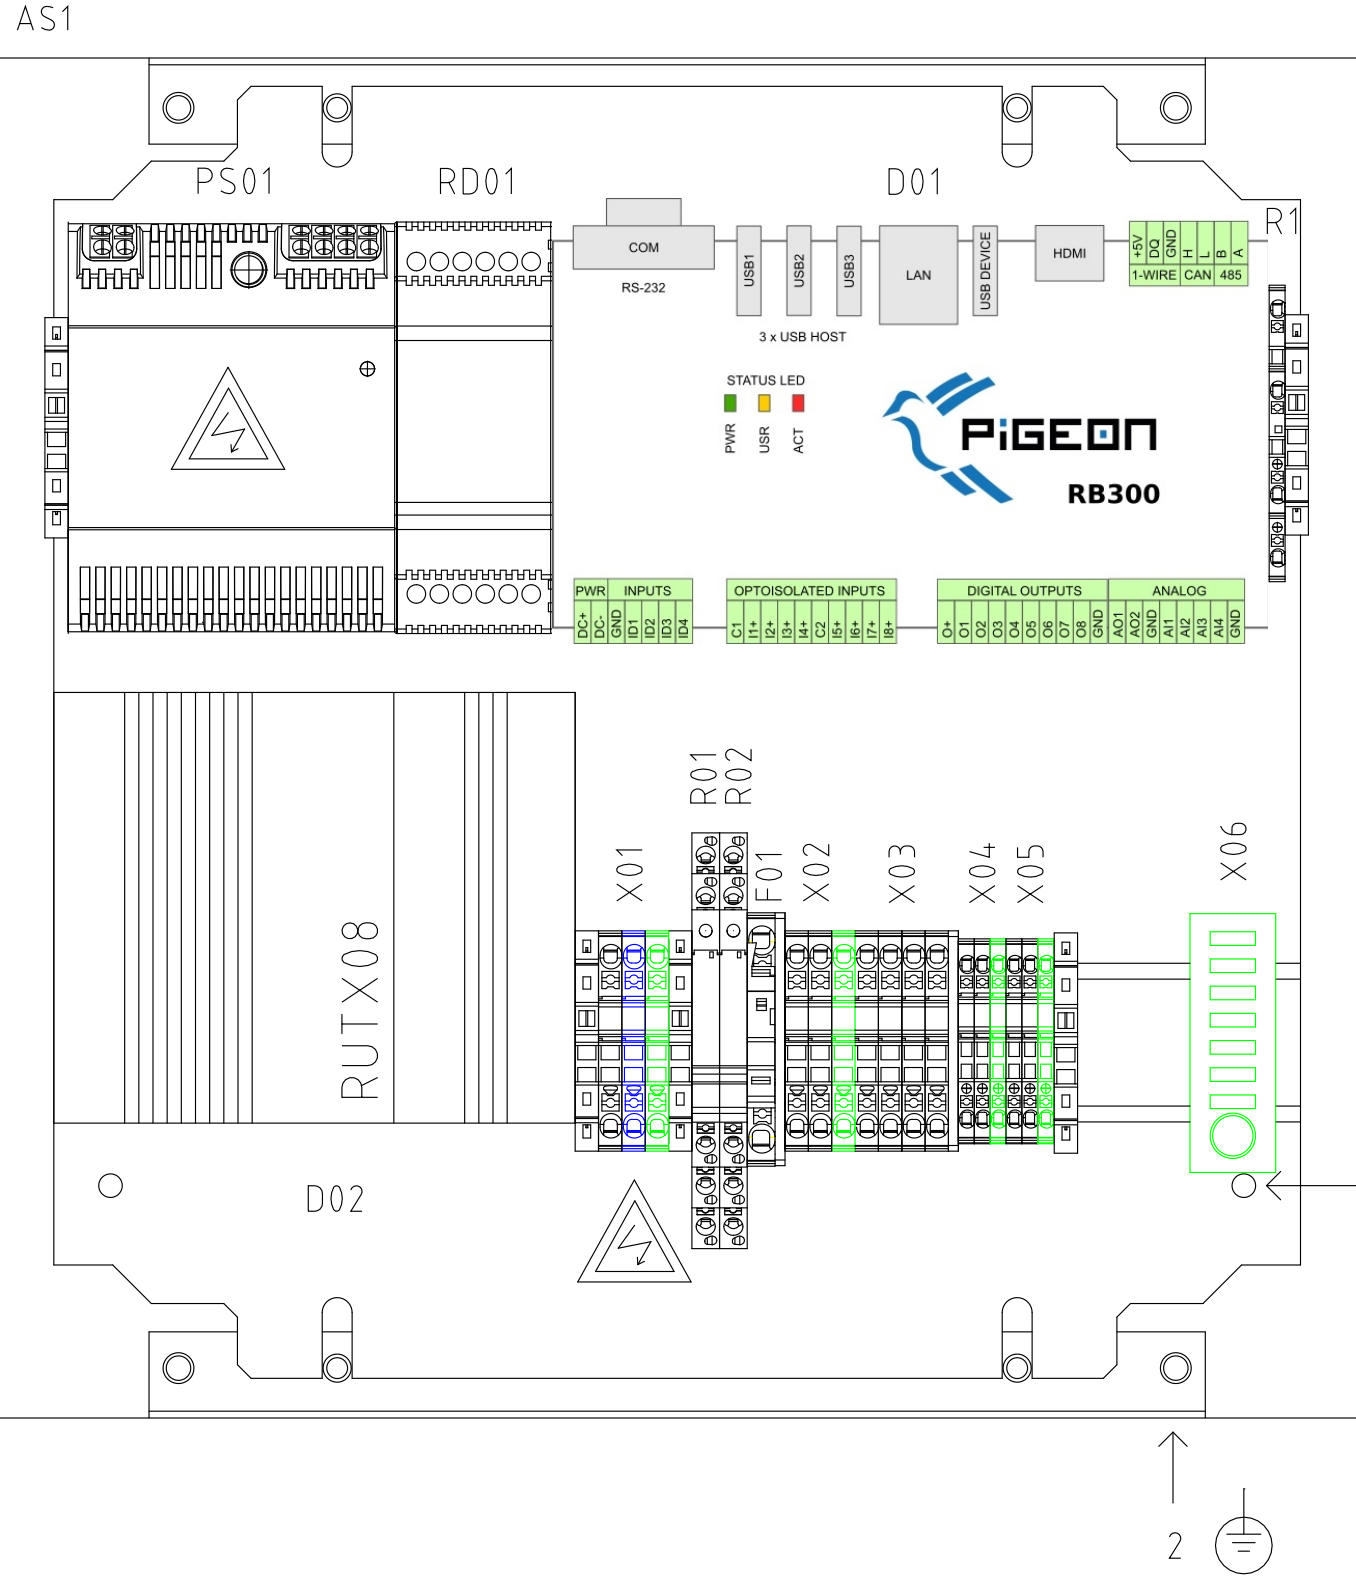 AS1
PS01
RD01
D01
R1
COM
RS-232
USB1
USB2
USB3
3 x USB HOST
LAN
USB DEVICE
HDMI
+5V
DQ
GND
H
L
B
A
1-WIRE
CAN
485
STATUS LED
PWR
USR
ACT
PiGEON
RB300
PWR
INPUTS
DC+
DC-
GND
ID1
ID2
ID3
ID4
OPTOISOLATED INPUTS
C1
I1+
I2+
I3+
I4+
C2
I5+
I6+
I7+
I8+
DIGITAL OUTPUTS
O+
O1
O2
O3
O4
O5
O6
O7
O8
GND
ANALOG
AO1
AO2
GND
AI1
AI2
AI3
AI4
GND
R01
R02
X01
F01
X02
X03
X04
X05
X06
RUTX08
D02
2